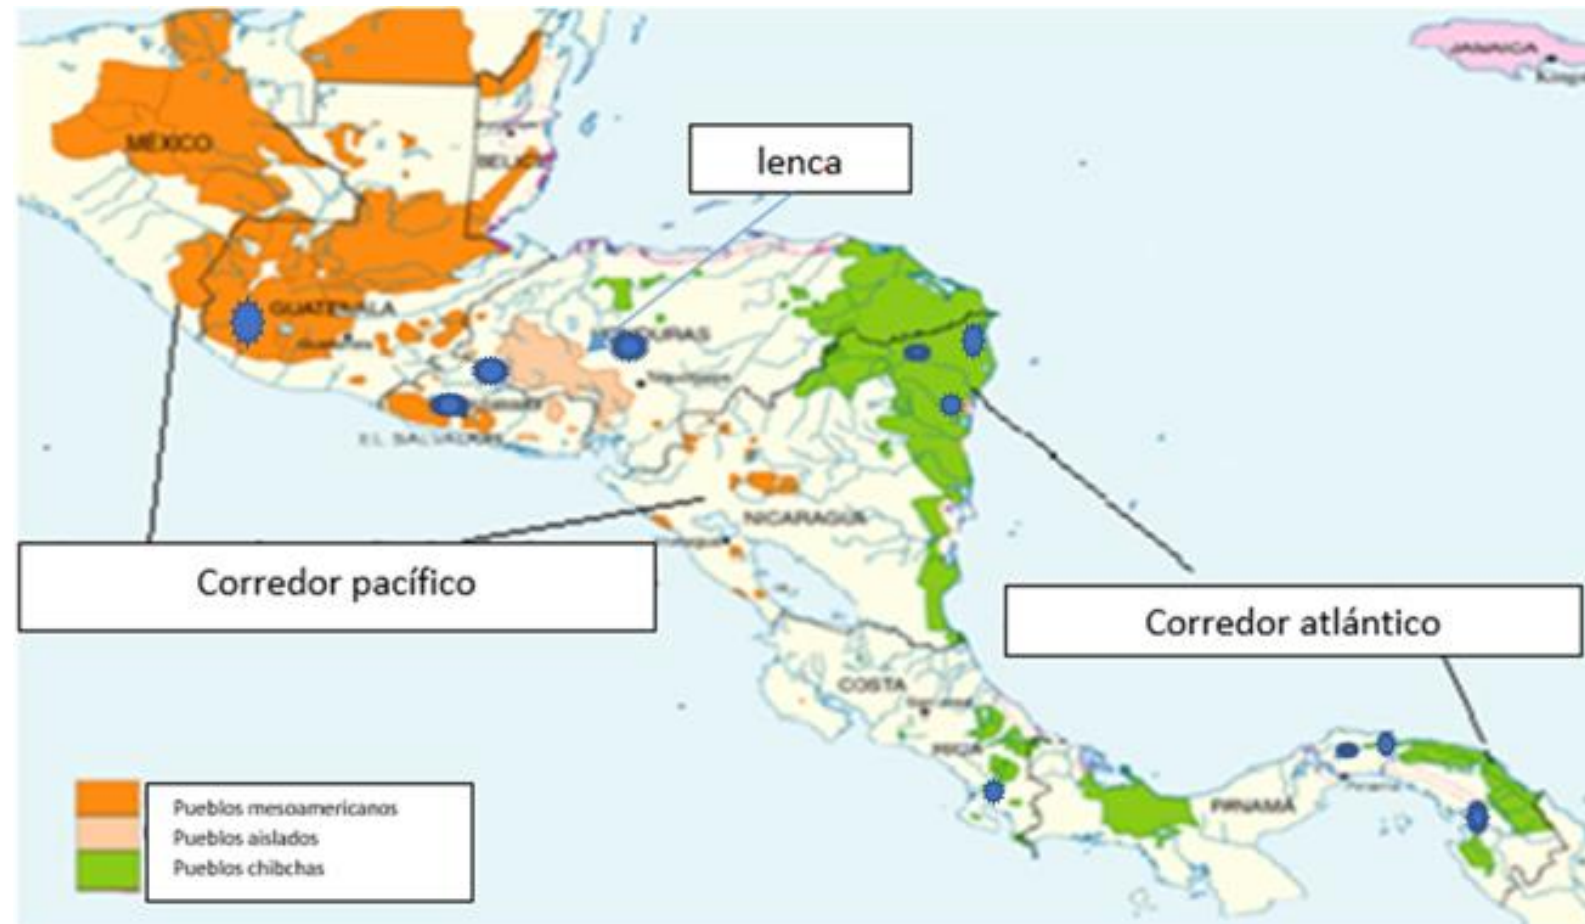 JAMAICA
MÉXICO
lenca
BELICE
GUATEMALA
HONDURAS
EL SALVADOR
NICARAGUA
Corredor pacífico
Corredor atlántico
COSTA
RICA
PANAMÁ
Pueblos mesoamericanos
Pueblos aislados
Pueblos chibchas